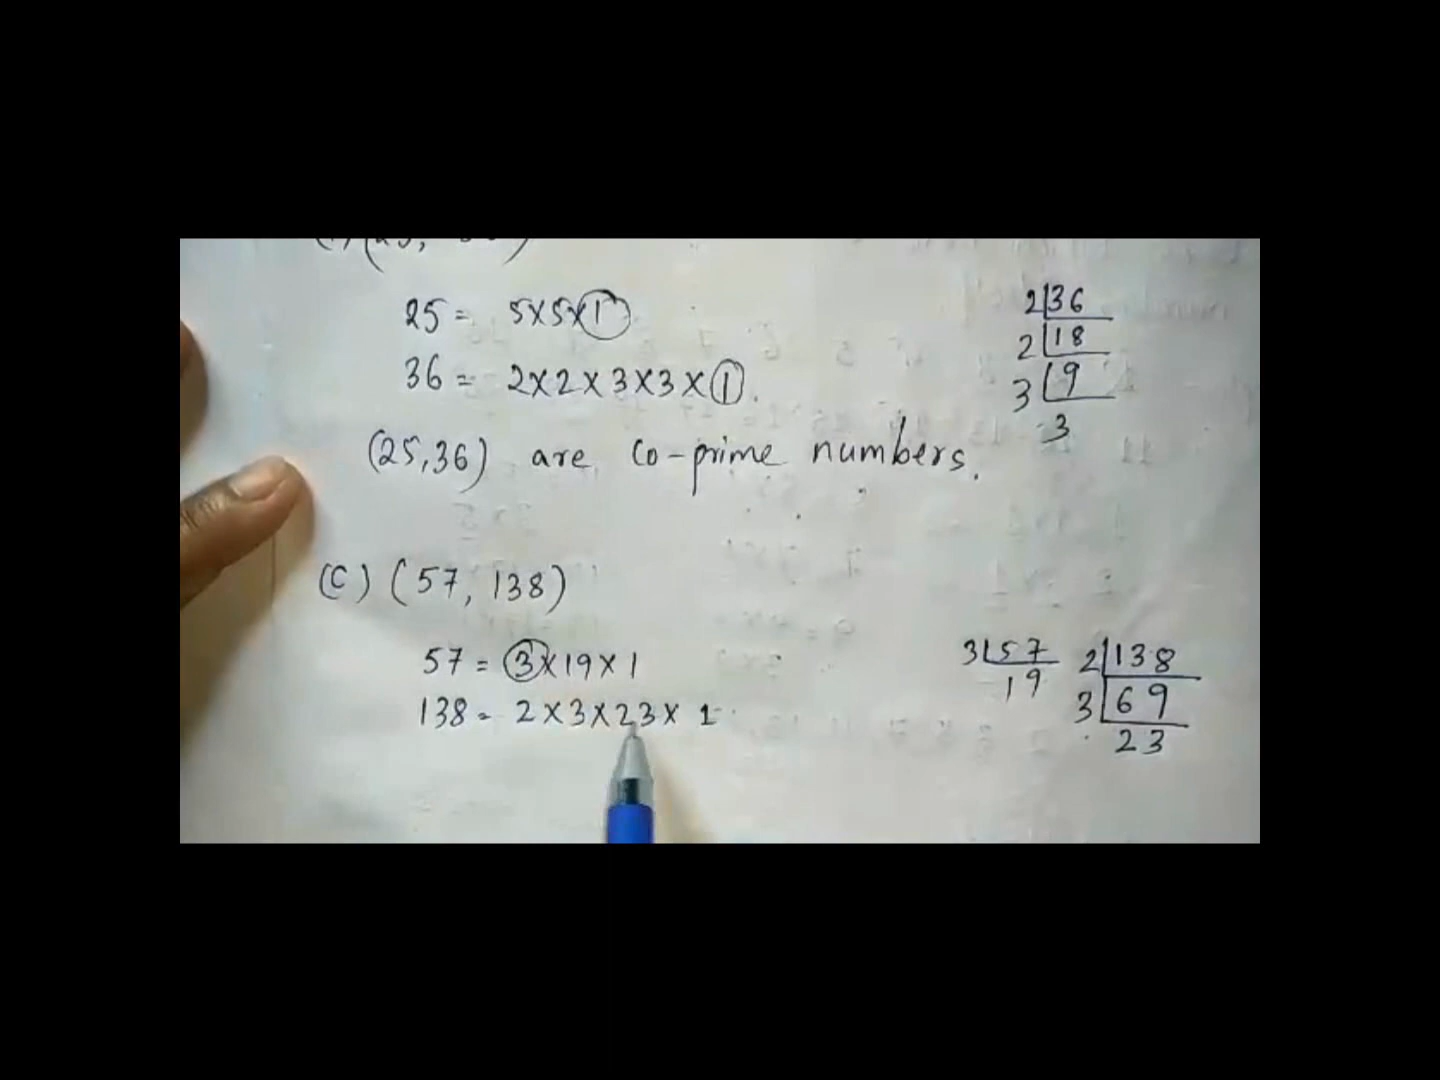 25 = 5×5×1
36 = 2×2×3×3×1.
(25,36) are co-prime numbers.
2|36
2|18
3|9
3
(C) (57, 138)
57 = 3×19×1
138 = 2×3×23× 1
3|57
19
2|138
3|69
23